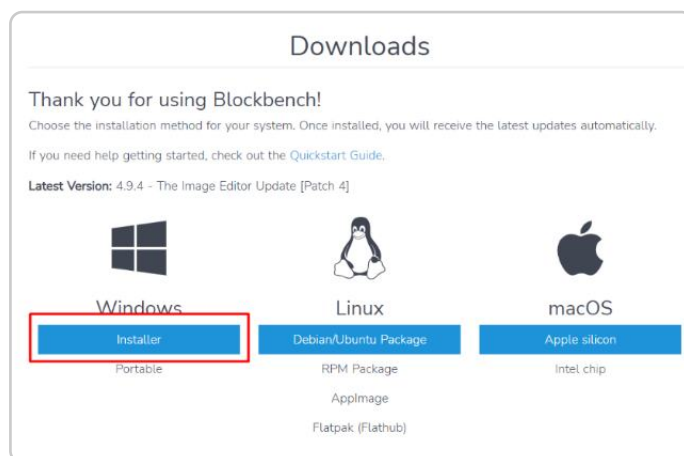 Downloads
Thank you for using Blockbench!
Choose the installation method for your system. Once installed, you will receive the latest updates automatically.
If you need help getting started, check out the Quickstart Guide.
Latest Version: 4.9.4 - The Image Editor Update [Patch 4]
Windows Linux macOS
Installer Debian/Ubuntu Package Apple silicon
Portable RPM Package Intel chip
AppImage
Flatpak (Flathub)